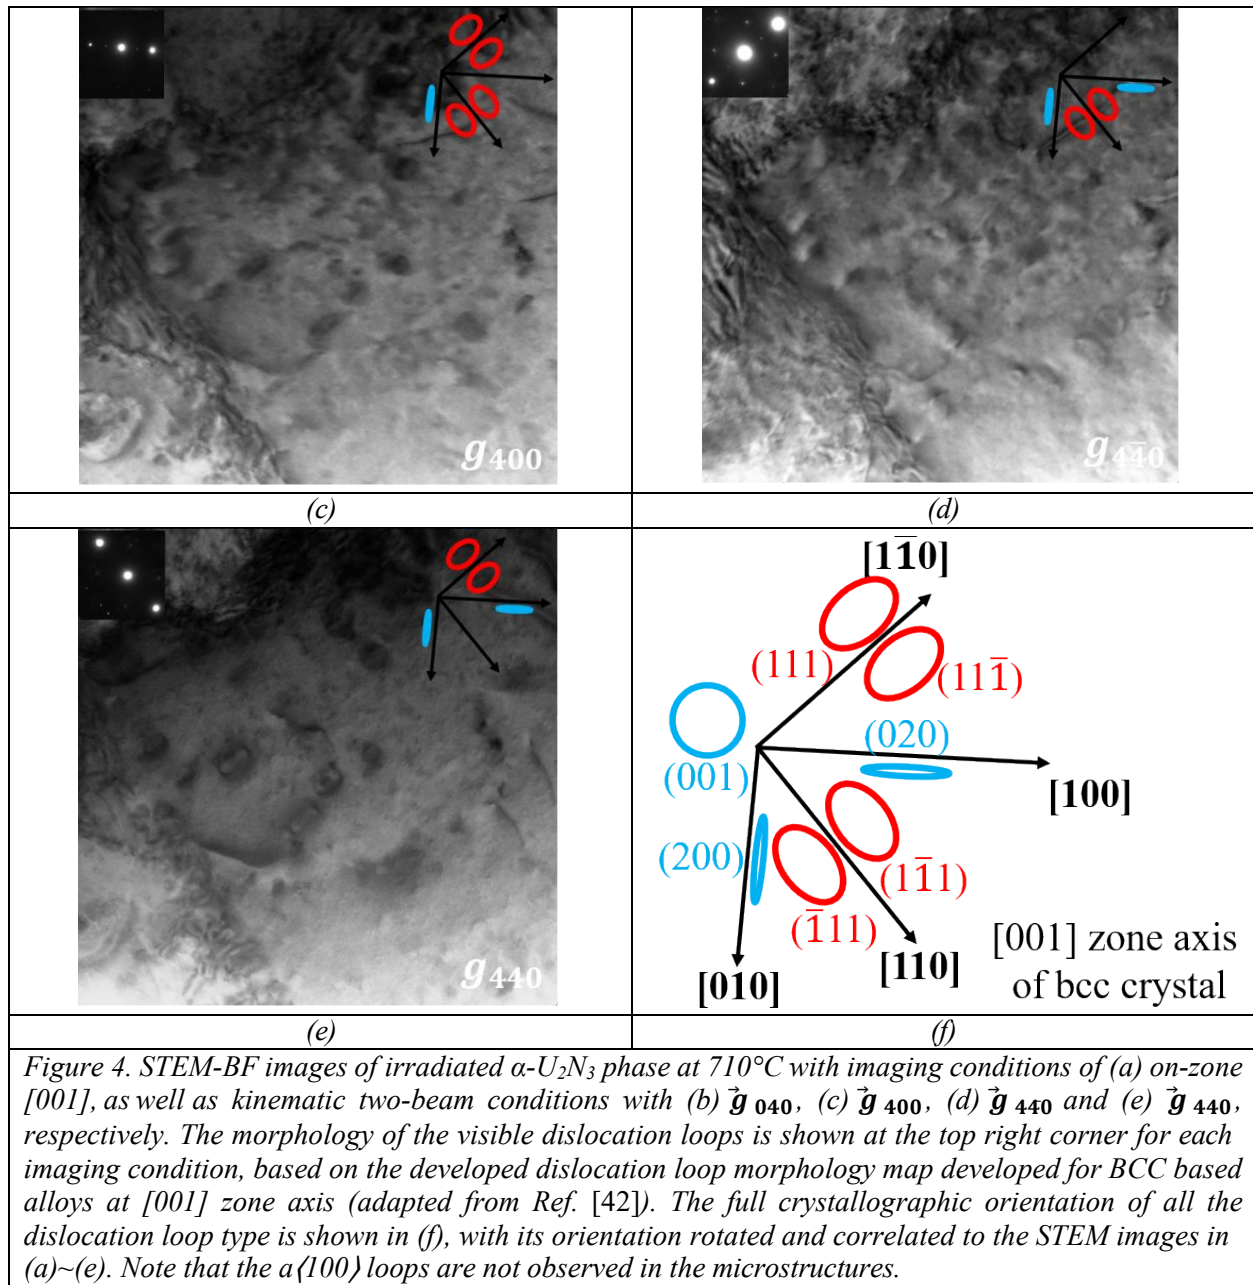 g₄₀₀
g₄4̄₀
(c)
(d)
g₄₄₀
[11̄0]
(111)
(111̄)
(020)
(001)
[100]
(200)
(11̄1)
(1̄11)
[110]
[010]
[001] zone axis
of bcc crystal
(e)
(f)
Figure 4. STEM-BF images of irradiated α-U₂N₃ phase at 710°C with imaging conditions of (a) on-zone
[001], as well as kinematic two-beam conditions with (b) g⃗ ₀₄₀, (c) g⃗ ₄₀₀, (d) g⃗ ₄₄₀ and (e) g⃗ ₄₄₀,
respectively. The morphology of the visible dislocation loops is shown at the top right corner for each
imaging condition, based on the developed dislocation loop morphology map developed for BCC based
alloys at [001] zone axis (adapted from Ref. [42]). The full crystallographic orientation of all the
dislocation loop type is shown in (f), with its orientation rotated and correlated to the STEM images in
(a)~(e). Note that the a⟨100⟩ loops are not observed in the microstructures.